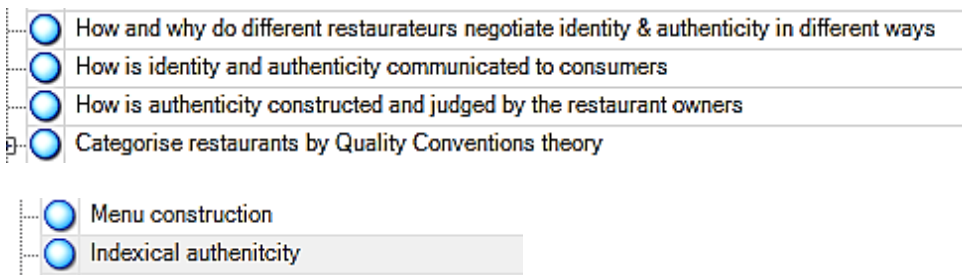 How and why do different restaurateurs negotiate identity & authenticity in different ways
How is identity and authenticity communicated to consumers
How is authenticity constructed and judged by the restaurant owners
Categorise restaurants by Quality Conventions theory
Menu construction
Indexical authenitcity